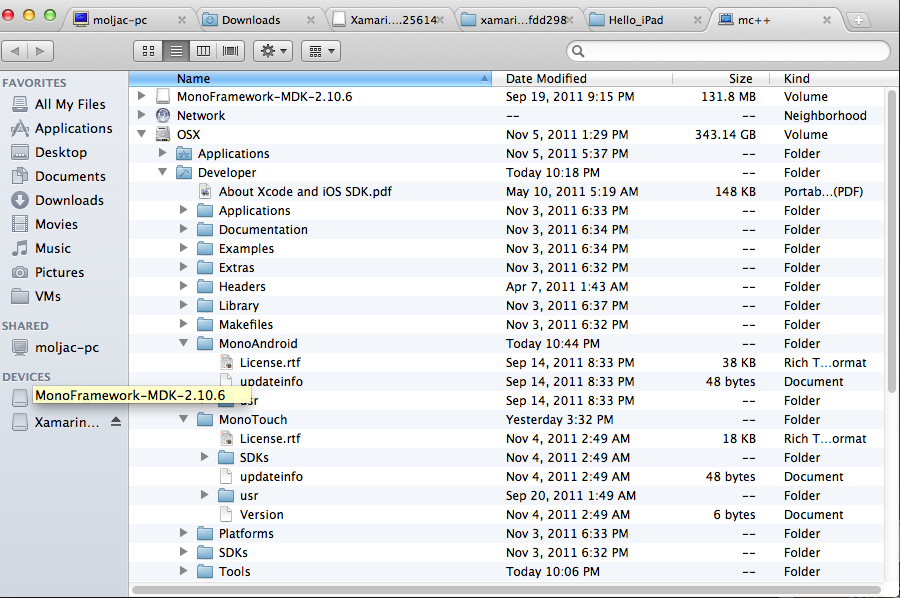 moljac-pc Downloads Xamari....25614 xamari...fdd298 Hello_iPad mc++
FAVORITES
All My Files
Applications
Desktop
Documents
Downloads
Movies
Music
Pictures
VMs
SHARED
moljac-pc
DEVICES
MonoFramework-MDK-2.10.6
Xamarin...
Name Date Modified Size Kind
MonoFramework-MDK-2.10.6 Sep 19, 2011 9:15 PM 131.8 MB Volume
Network -- -- Neighborhood
OSX Nov 5, 2011 1:29 PM 343.14 GB Volume
Applications Nov 5, 2011 5:37 PM -- Folder
Developer Today 10:18 PM -- Folder
About Xcode and iOS SDK.pdf May 10, 2011 5:19 AM 148 KB Portab...(PDF)
Applications Nov 3, 2011 6:33 PM -- Folder
Documentation Nov 3, 2011 6:34 PM -- Folder
Examples Nov 3, 2011 6:34 PM -- Folder
Extras Nov 3, 2011 6:32 PM -- Folder
Headers Apr 7, 2011 1:43 AM -- Folder
Library Nov 3, 2011 6:37 PM -- Folder
Makefiles Nov 3, 2011 6:32 PM -- Folder
MonoAndroid Today 10:44 PM -- Folder
License.rtf Sep 14, 2011 8:33 PM 38 KB Rich T...ormat
updateinfo Sep 14, 2011 8:33 PM 48 bytes Document
usr Sep 14, 2011 8:33 PM -- Folder
MonoTouch Yesterday 3:32 PM -- Folder
License.rtf Nov 4, 2011 2:49 AM 18 KB Rich T...ormat
SDKs Nov 4, 2011 2:49 AM -- Folder
updateinfo Nov 4, 2011 2:49 AM 48 bytes Document
usr Sep 20, 2011 1:49 AM -- Folder
Version Nov 4, 2011 2:49 AM 6 bytes Document
Platforms Nov 3, 2011 6:33 PM -- Folder
SDKs Nov 3, 2011 6:32 PM -- Folder
Tools Today 10:06 PM -- Folder